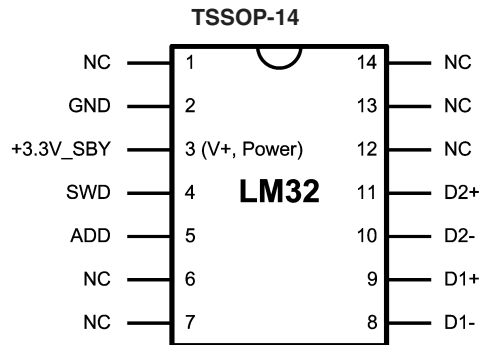 TSSOP-14
NC 1 14 NC
GND 2 13 NC
+3.3V_SBY 3 (V+, Power) 12 NC
LM32
SWD 4 11 D2+
ADD 5 10 D2-
NC 6 9 D1+
NC 7 8 D1-